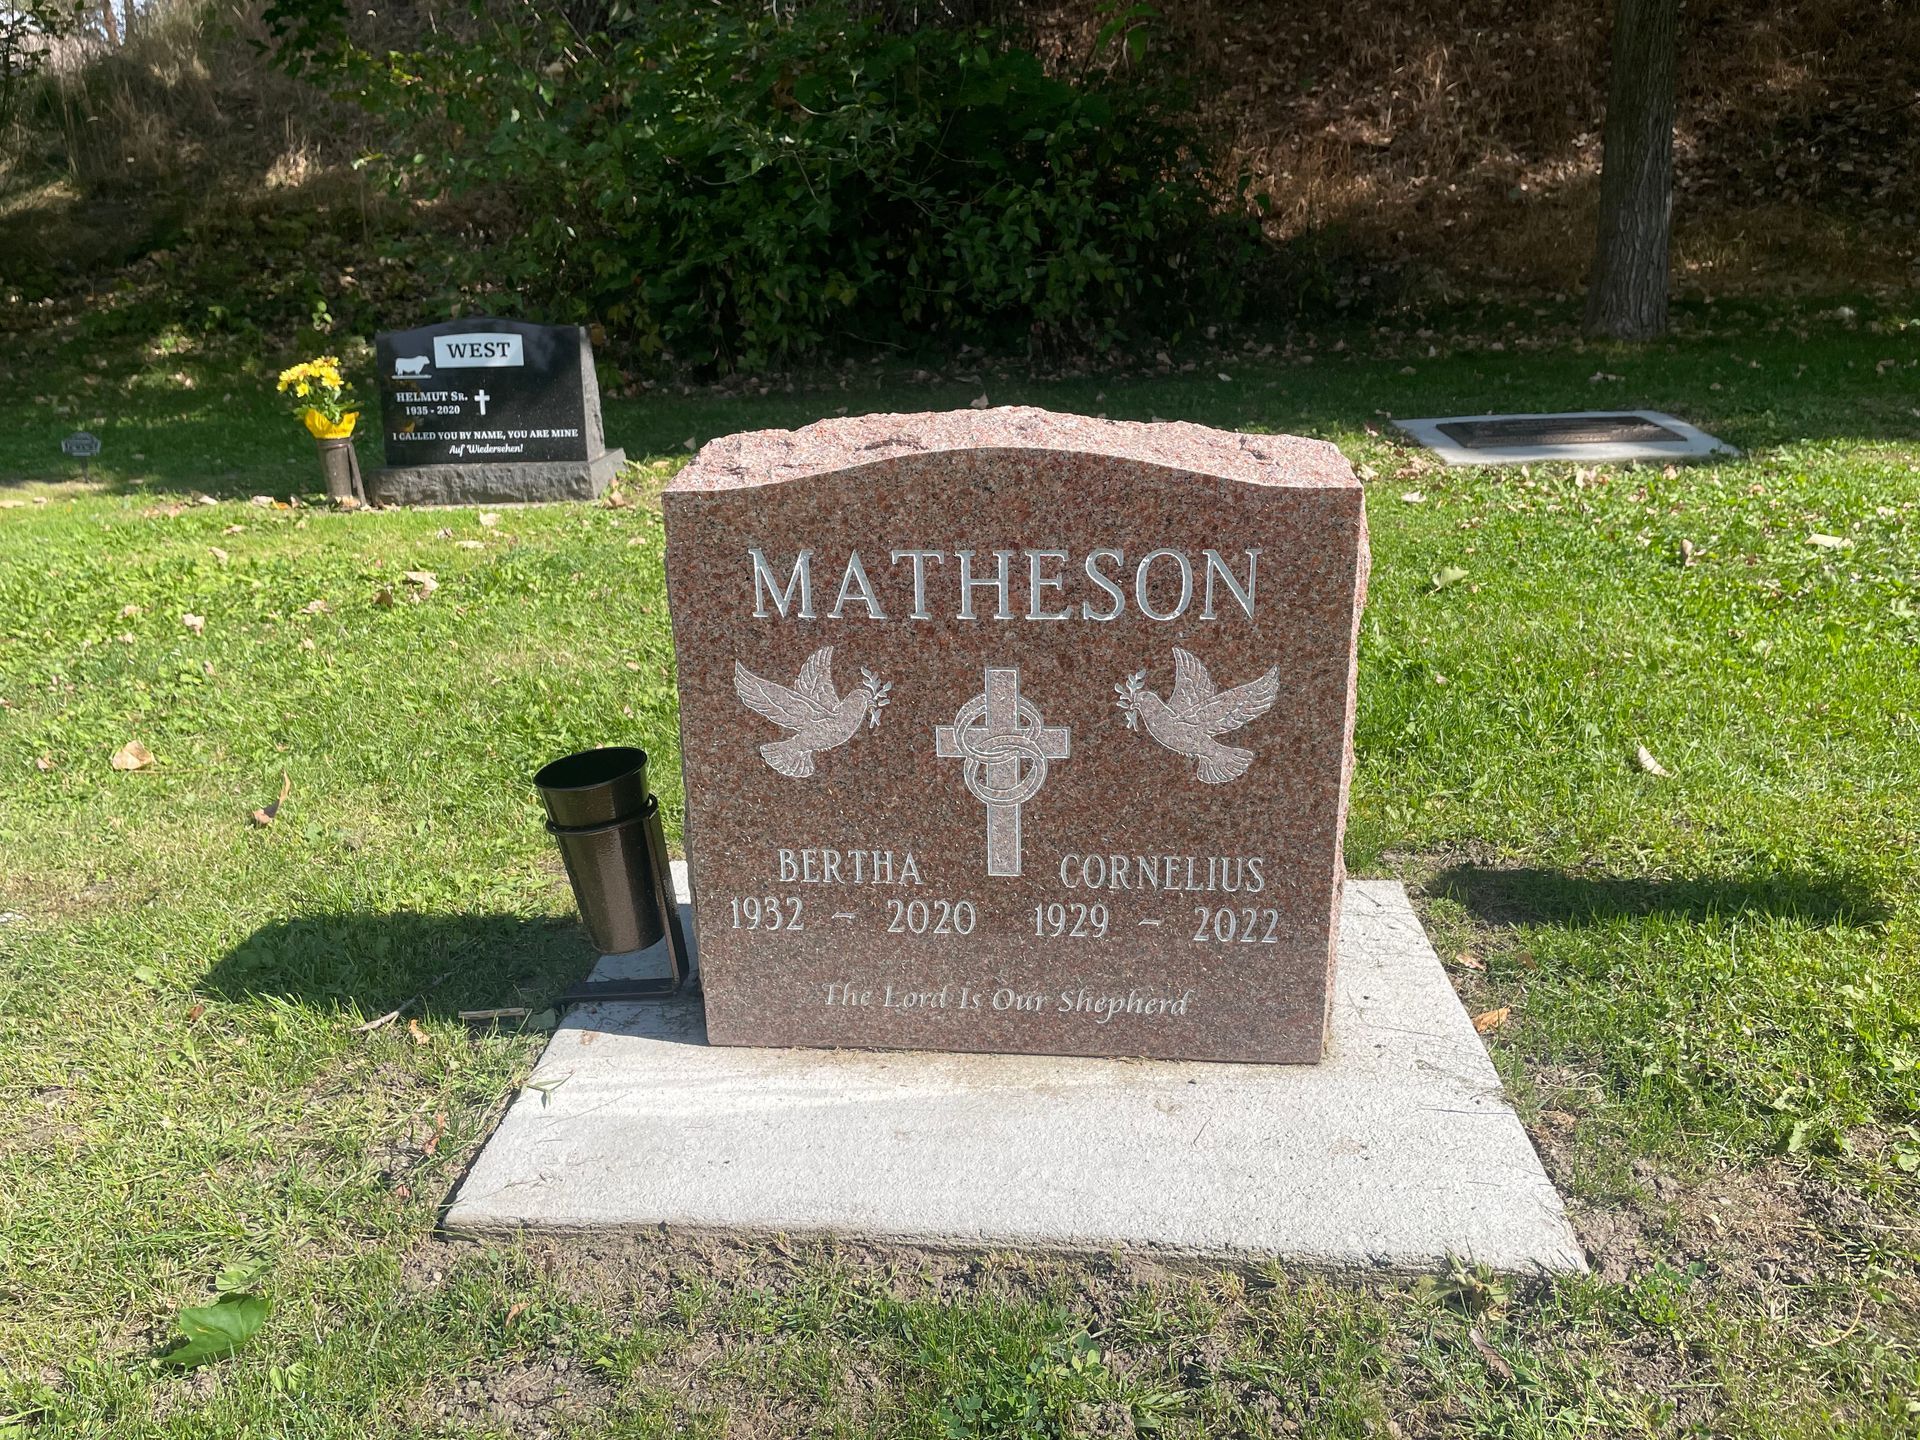 WEST
HELMUT SR.
1935 - 2020
I CALLED YOU BY NAME, YOU ARE MINE
Auf Wiedersehen!
MATHESON
BERTHA CORNELIUS
1932 - 2020 1929 - 2022
The Lord Is Our Shepherd